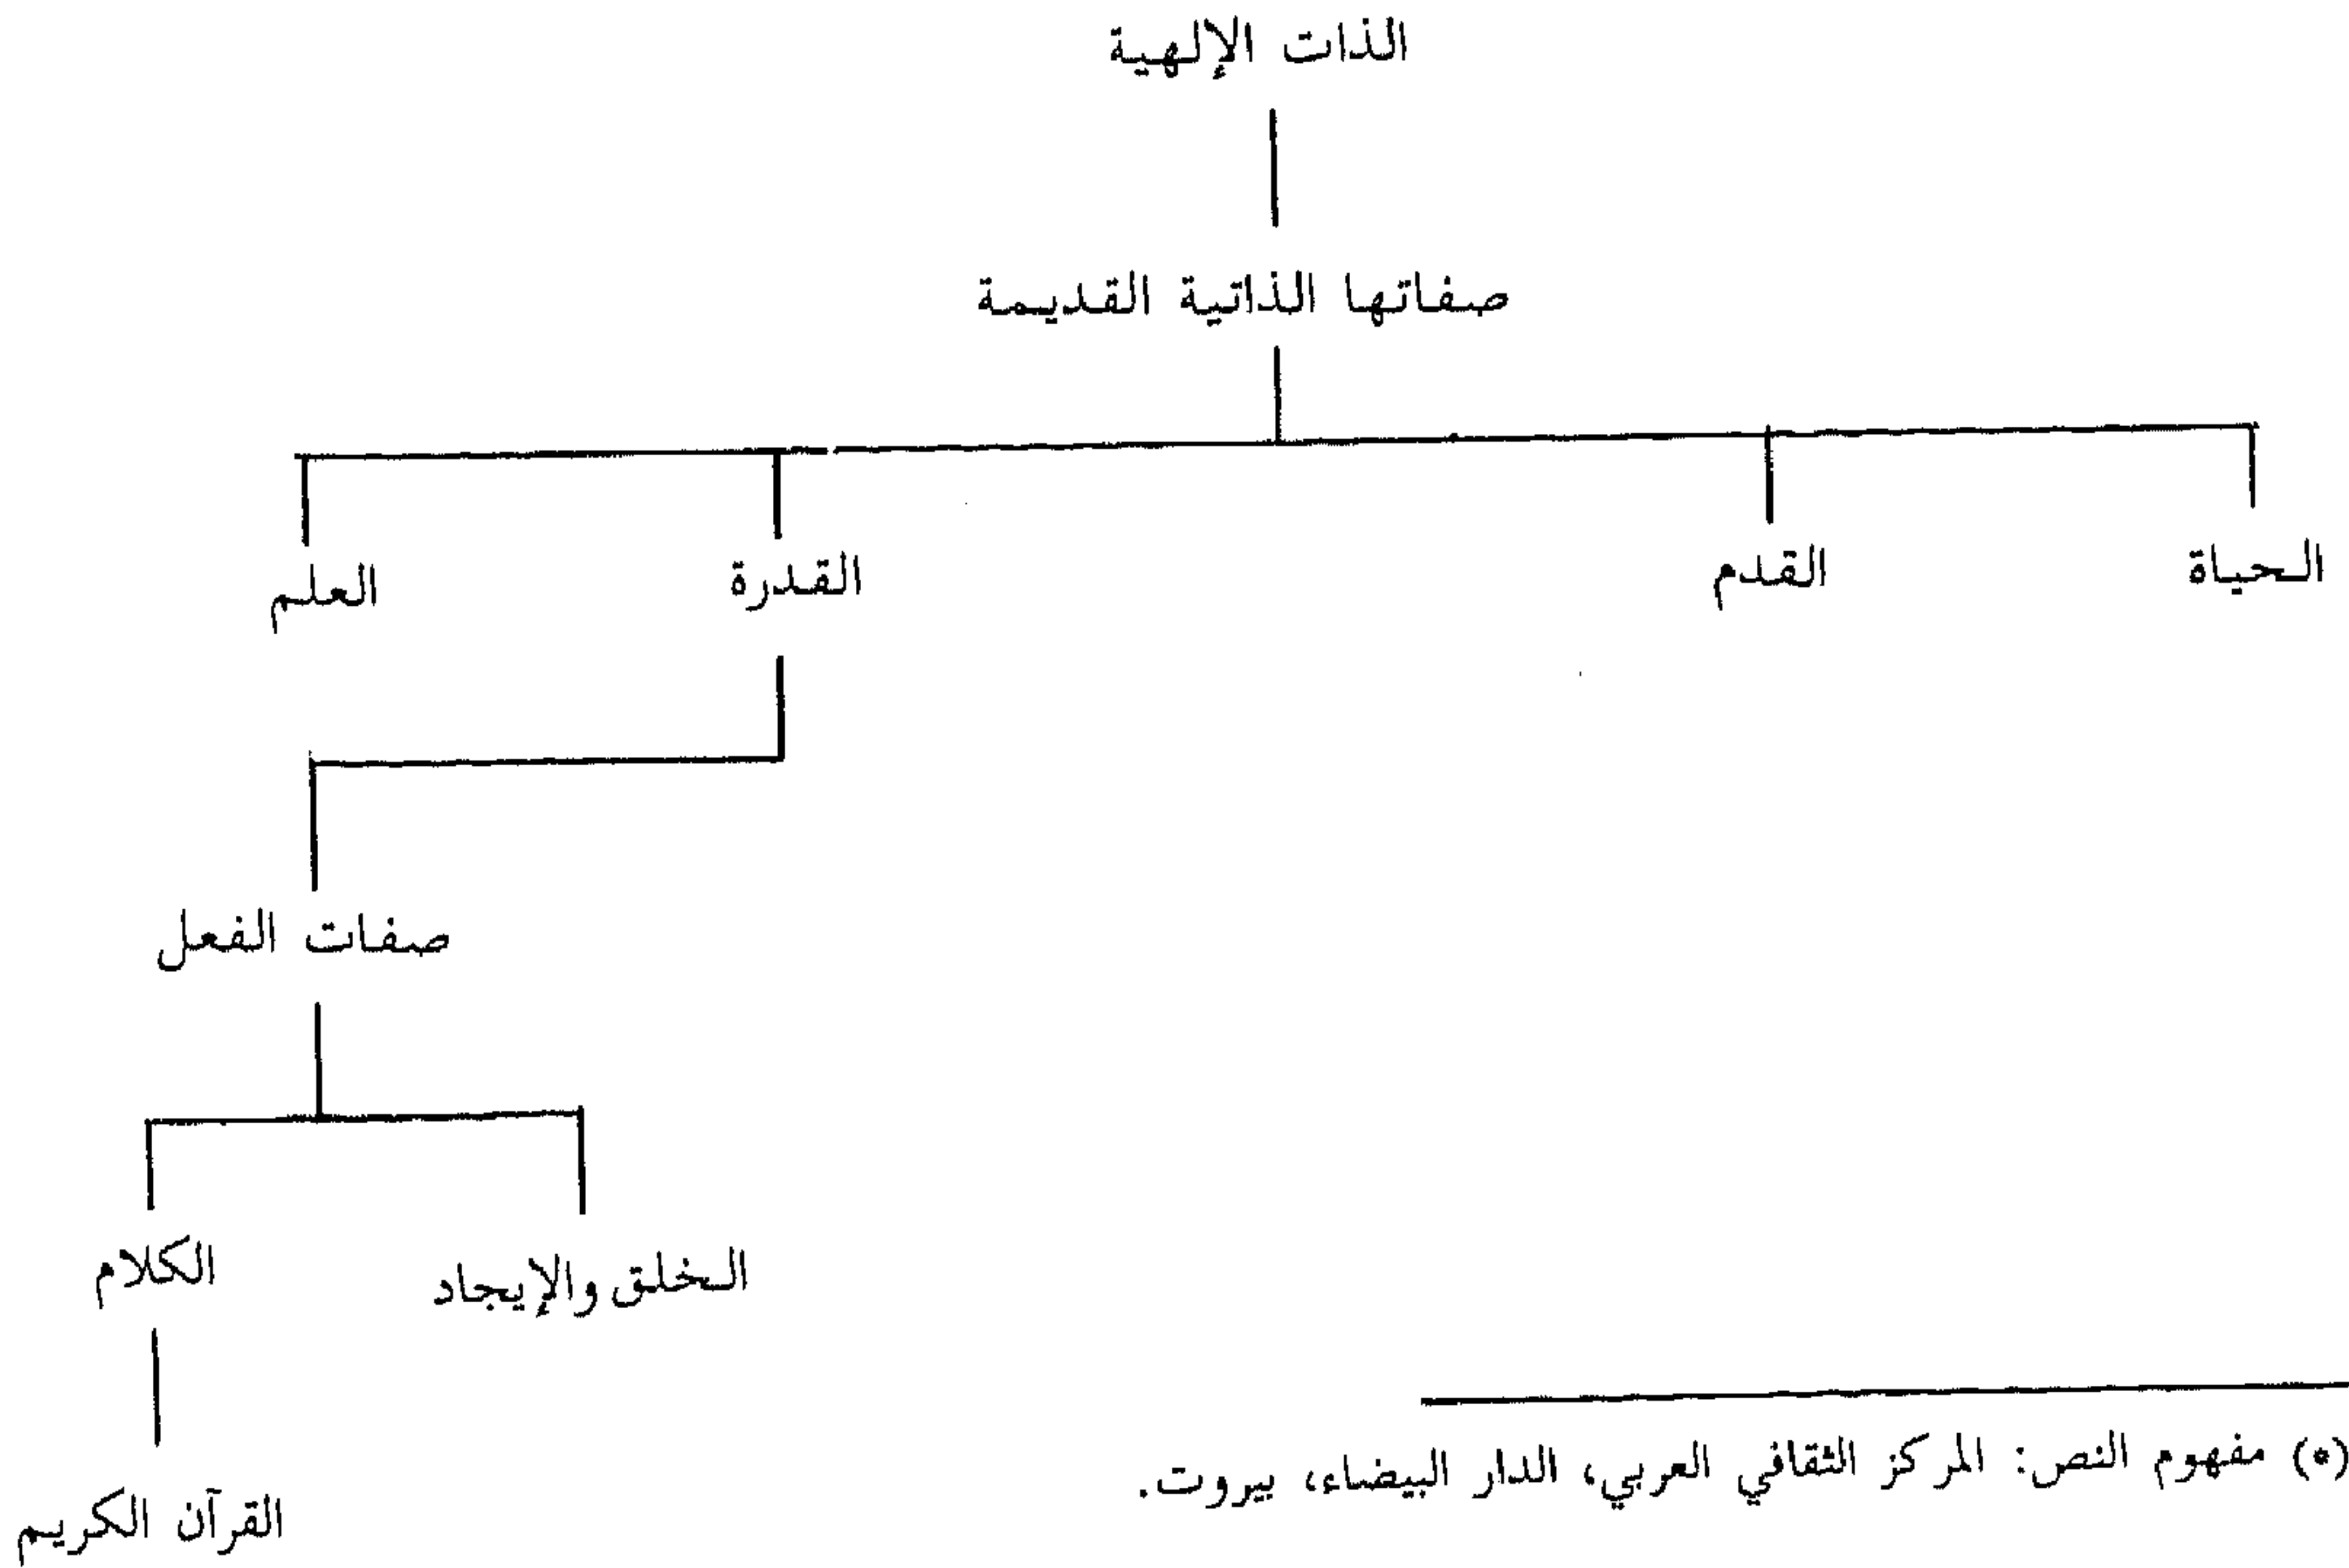 الذات الإلهية
صفاتها الذاتية القديمة
الحياة
القدم
القدرة
العلم
صفات الفعل
الخلق والإيجاد
الكلام
القرآن الكريم
(*) مفهوم النص: المركز الثقافي العربي، الدار البيضاء، بيروت.